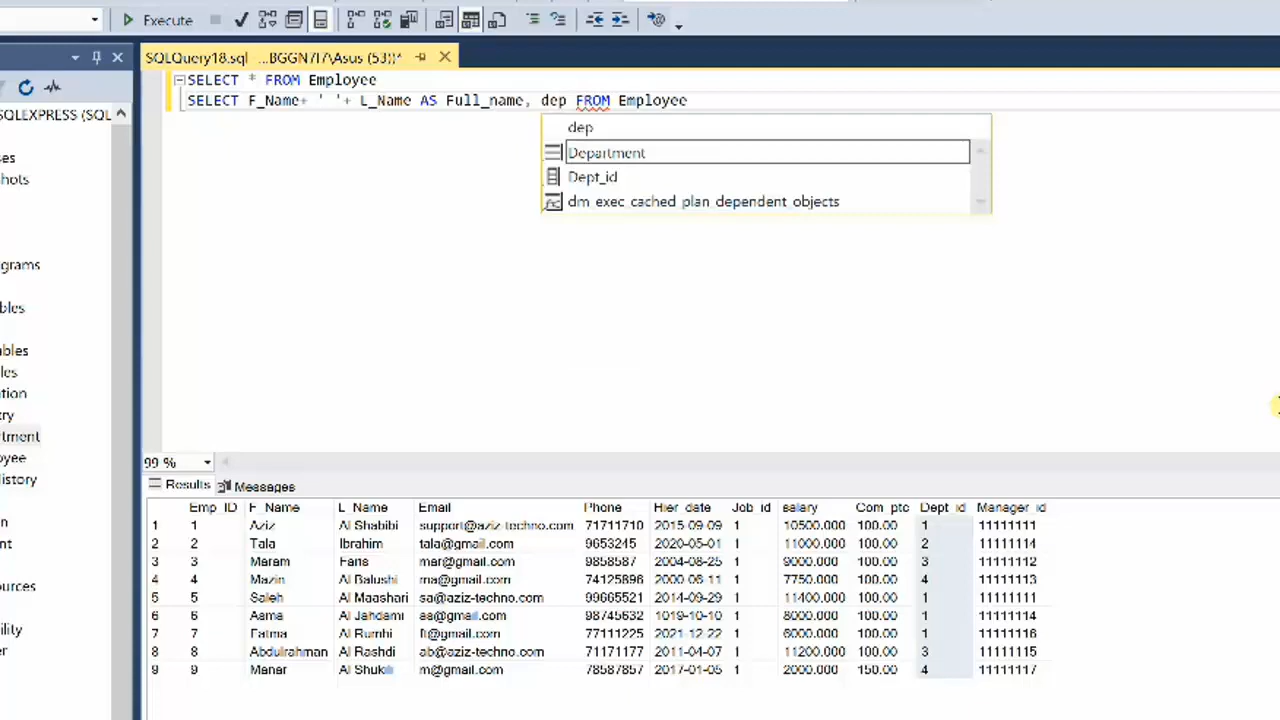 Execute
SQLQuery18.sql ...BGGN7I7\Asus (53))*
SELECT * FROM Employee
SELECT F_Name+ ' '+ L_Name AS Full_name, dep FROM Employee
dep
Department
Dept_id
dm exec cached plan dependent objects
SQLEXPRESS (SQL
ses
shots
grams
bles
ables
les
ation
ry
tment
oyee
History
n
nt
ources
ility
er
99 %
Results Messages
Emp ID F_Name L_Name Email Phone Hier date Job id salary Com ptc Dept id Manager id
1 1 Aziz Al Shabibi support@aziz-techno.com 71711710 2015-09-09 1 10500.000 100.00 1 11111111
2 2 Tala Ibrahim tala@gmail.com 9653245 2020-05-01 1 11000.000 100.00 2 11111114
3 3 Maram Faris mar@gmail.com 9858587 2004-08-25 1 9000.000 100.00 3 11111112
4 4 Mazin Al Balushi ma@gmail.com 74125896 2000-06-11 1 7750.000 100.00 4 11111113
5 5 Saleh Al Maashari sa@aziz-techno.com 99665521 2014-09-29 1 11400.000 100.00 1 11111111
6 6 Asma Al Jahdami as@gmail.com 98745632 1019-10-10 1 8000.000 100.00 1 11111114
7 7 Fatma Al Rumhi ft@gmail.com 77111225 2021-12-22 1 6000.000 100.00 1 11111116
8 8 Abdulrahman Al Rashdi ab@aziz-techno.com 71171177 2011-04-07 1 11200.000 100.00 3 11111115
9 9 Manar Al Shukaili m@gmail.com 78587857 2017-01-05 1 2000.000 150.00 4 11111117